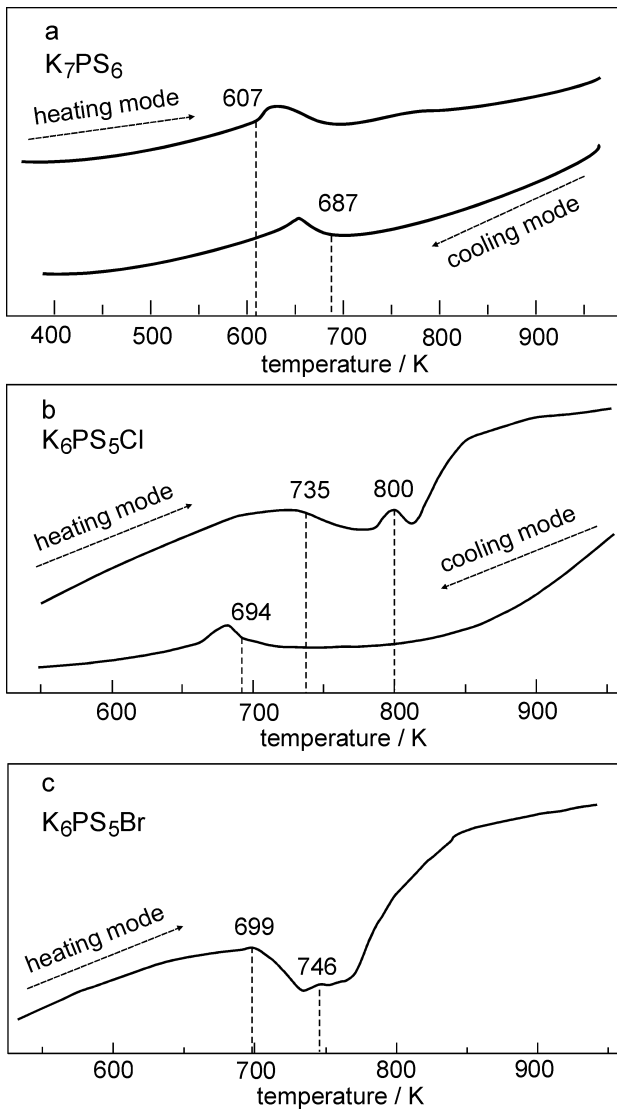 a
K₇PS₆
heating mode
607
687
cooling mode
400 500 600 700 800 900
temperature / K
b
K₆PS₅Cl
heating mode
735
800
cooling mode
694
600 700 800 900
temperature / K
c
K₆PS₅Br
heating mode
699
746
600 700 800 900
temperature / K